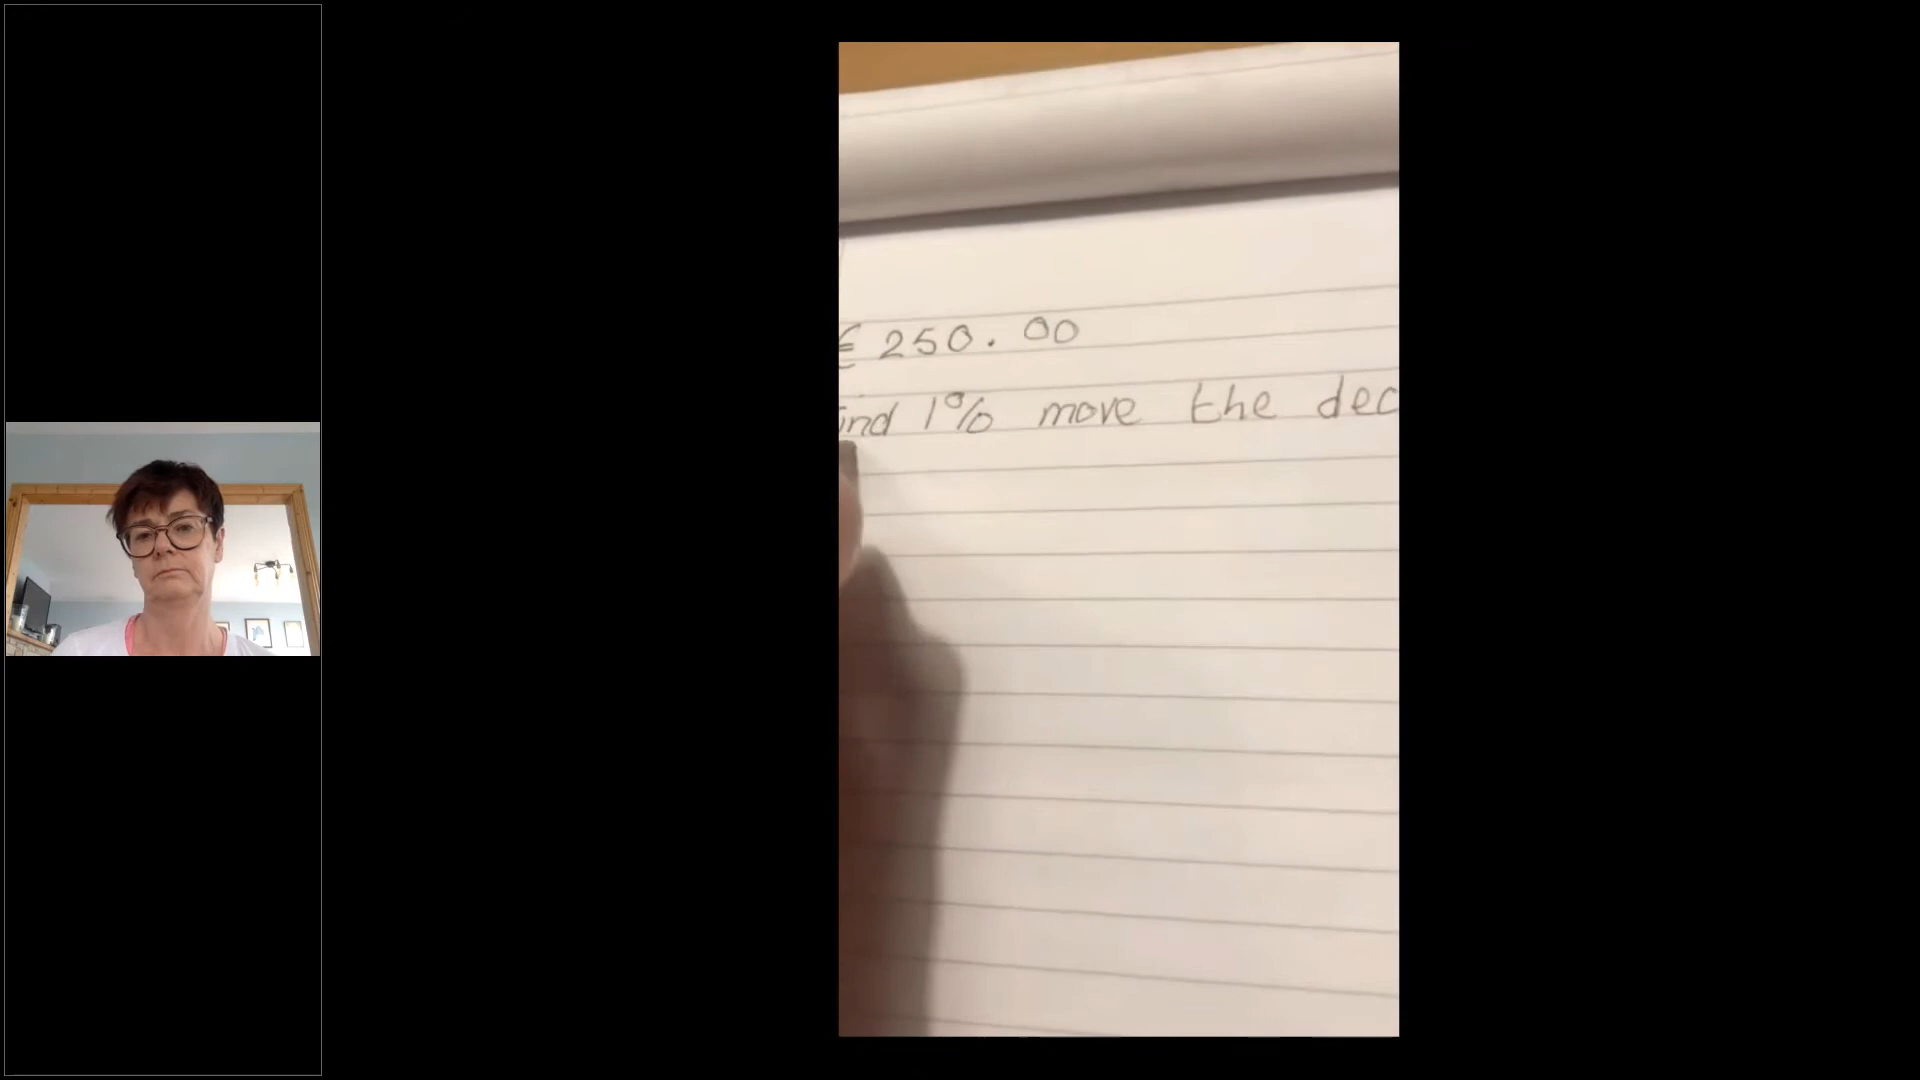 € 250.00
ind 1% move the dec